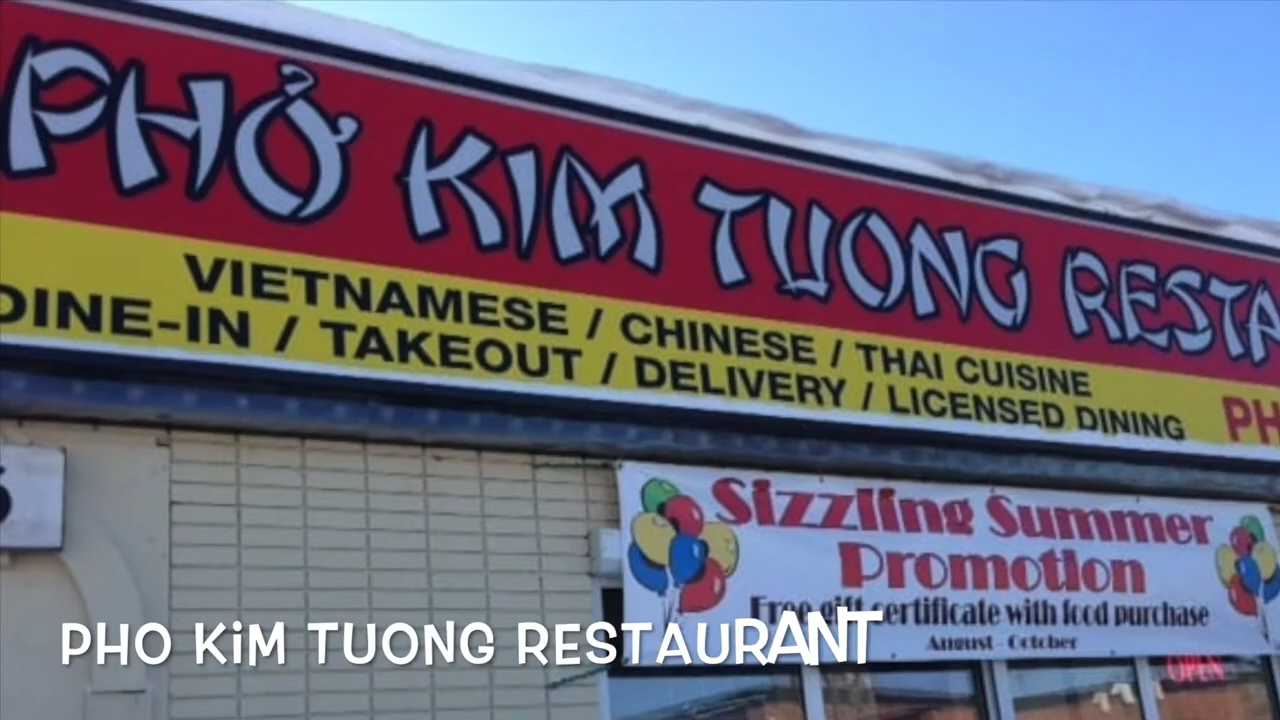 PHỞ KIM TUONG RESTA
VIETNAMESE / CHINESE / THAI CUISINE
DINE-IN / TAKEOUT / DELIVERY / LICENSED DINING
PH
Sizzling Summer
Promotion
Free gift certificate with food purchase
August - October
OPEN
PHO KiM TUONG RESTAURANT